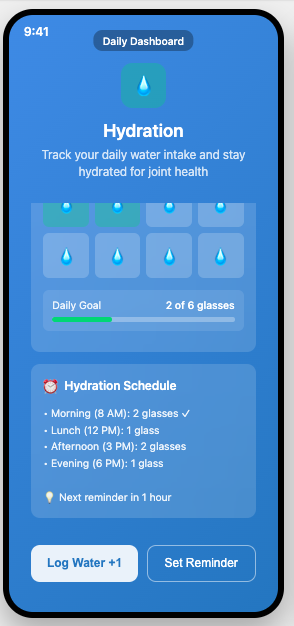 9:41
Daily Dashboard
Hydration
Track your daily water intake and stay
hydrated for joint health
Daily Goal 2 of 6 glasses
⏰ Hydration Schedule
• Morning (8 AM): 2 glasses ✓
• Lunch (12 PM): 1 glass
• Afternoon (3 PM): 2 glasses
• Evening (6 PM): 1 glass
💡 Next reminder in 1 hour
Log Water +1
Set Reminder